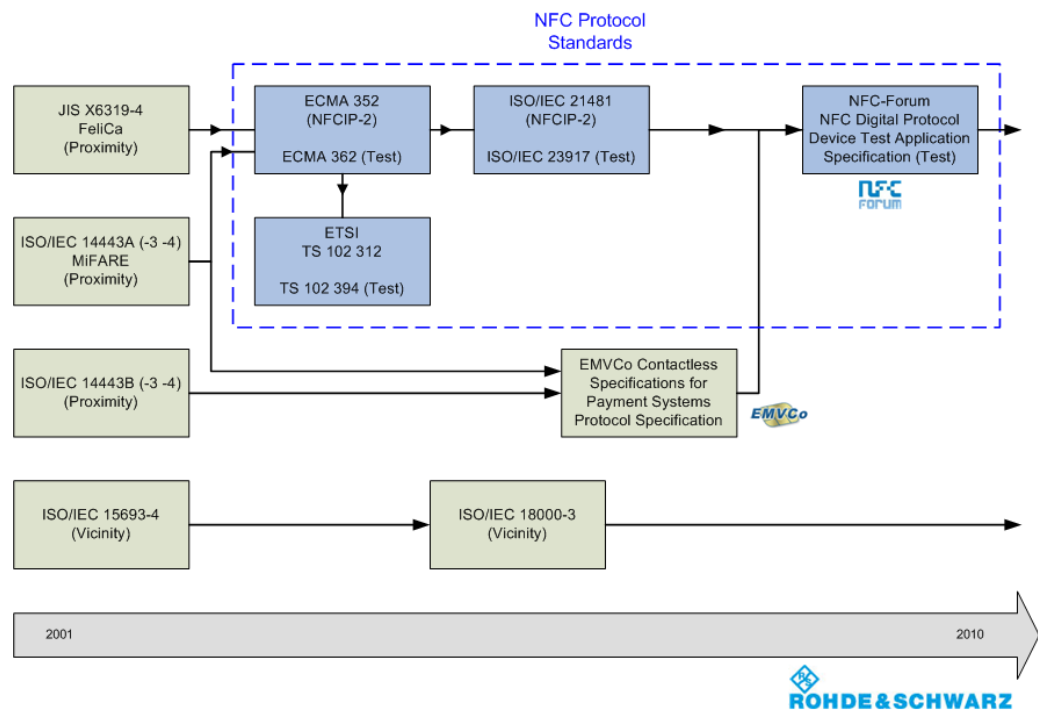 NFC Protocol
Standards
JIS X6319-4
FeliCa
(Proximity)
ECMA 352
(NFCIP-2)
ECMA 362 (Test)
ISO/IEC 21481
(NFCIP-2)
ISO/IEC 23917 (Test)
NFC-Forum
NFC Digital Protocol
Device Test Application
Specification (Test)
NFC
FORUM
ISO/IEC 14443A (-3 -4)
MiFARE
(Proximity)
ETSI
TS 102 312
TS 102 394 (Test)
ISO/IEC 14443B (-3 -4)
(Proximity)
EMVCo Contactless
Specifications for
Payment Systems
Protocol Specification
EMVCo
ISO/IEC 15693-4
(Vicinity)
ISO/IEC 18000-3
(Vicinity)
2001
2010
R S
ROHDE&SCHWARZ